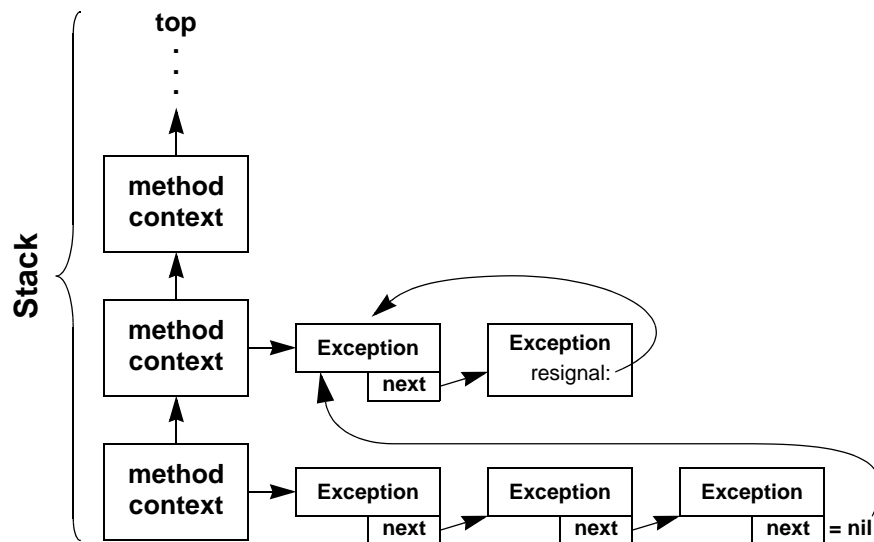 top
.
.
.
Stack
method
context
method
context
Exception
next
Exception
resignal:
method
context
Exception
next
Exception
next
Exception
next = nil